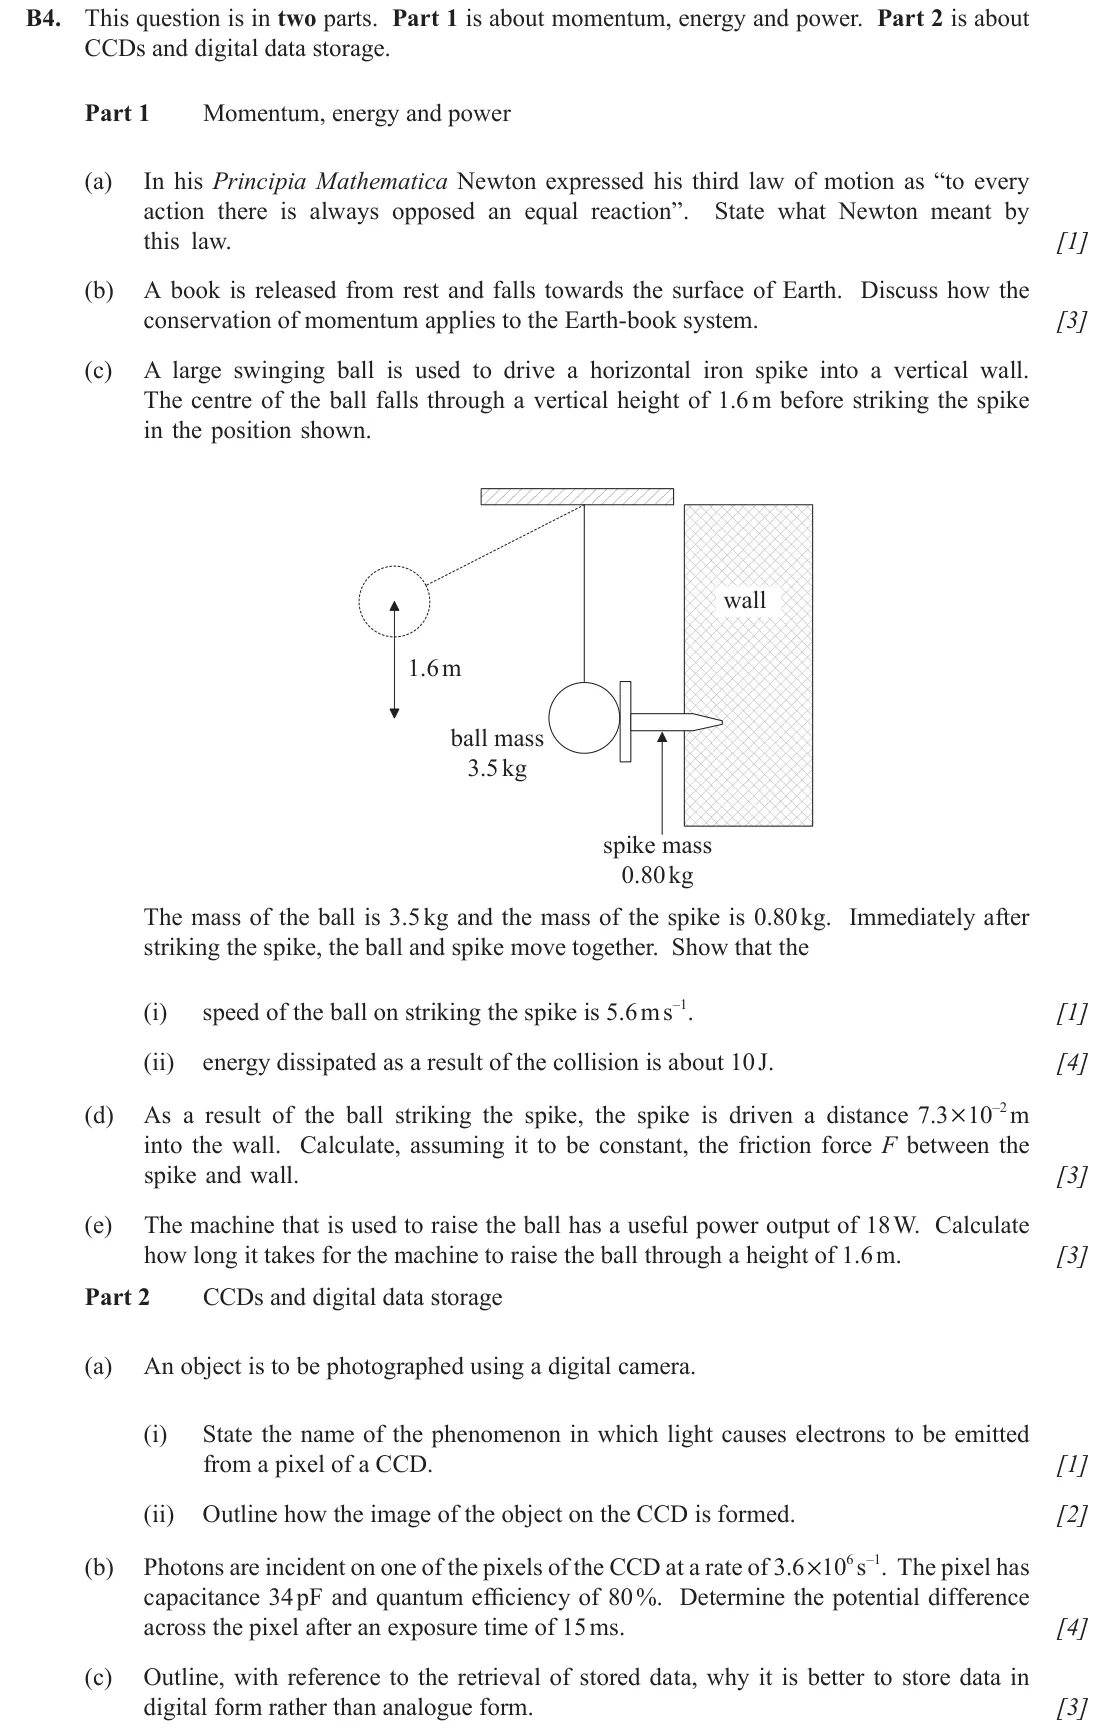 B4. This question is in two parts. Part 1 is about momentum, energy and power. Part 2 is about
CCDs and digital data storage.
Part 1 Momentum, energy and power
(a) In his Principia Mathematica Newton expressed his third law of motion as “to every
action there is always opposed an equal reaction”. State what Newton meant by
this law. [1]
(b) A book is released from rest and falls towards the surface of Earth. Discuss how the
conservation of momentum applies to the Earth-book system. [3]
(c) A large swinging ball is used to drive a horizontal iron spike into a vertical wall.
The centre of the ball falls through a vertical height of 1.6 m before striking the spike
in the position shown.
wall
1.6 m
ball mass
3.5 kg
spike mass
0.80 kg
The mass of the ball is 3.5 kg and the mass of the spike is 0.80 kg. Immediately after
striking the spike, the ball and spike move together. Show that the
(i) speed of the ball on striking the spike is 5.6 m s⁻¹. [1]
(ii) energy dissipated as a result of the collision is about 10 J. [4]
(d) As a result of the ball striking the spike, the spike is driven a distance 7.3×10⁻² m
into the wall. Calculate, assuming it to be constant, the friction force F between the
spike and wall. [3]
(e) The machine that is used to raise the ball has a useful power output of 18 W. Calculate
how long it takes for the machine to raise the ball through a height of 1.6 m. [3]
Part 2 CCDs and digital data storage
(a) An object is to be photographed using a digital camera.
(i) State the name of the phenomenon in which light causes electrons to be emitted
from a pixel of a CCD. [1]
(ii) Outline how the image of the object on the CCD is formed. [2]
(b) Photons are incident on one of the pixels of the CCD at a rate of 3.6×10⁶ s⁻¹. The pixel has
capacitance 34 pF and quantum efficiency of 80 %. Determine the potential difference
across the pixel after an exposure time of 15 ms. [4]
(c) Outline, with reference to the retrieval of stored data, why it is better to store data in
digital form rather than analogue form. [3]